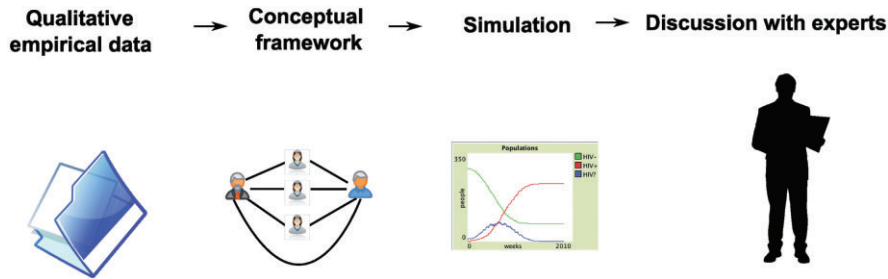 Qualitative
empirical data
Conceptual
framework
Simulation
Discussion with experts
Populations
350
people
0
0
weeks
2010
HIV-
HIV+
HIV?